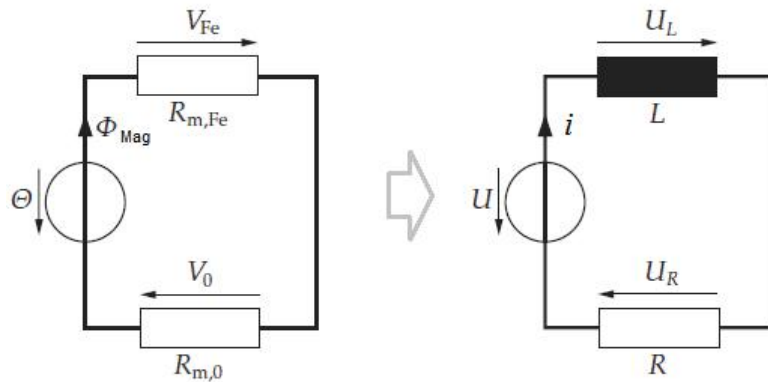 V_Fe
R_m,Fe
Φ_Mag
Θ
V_0
R_m,0
U_L
L
i
U
U_R
R